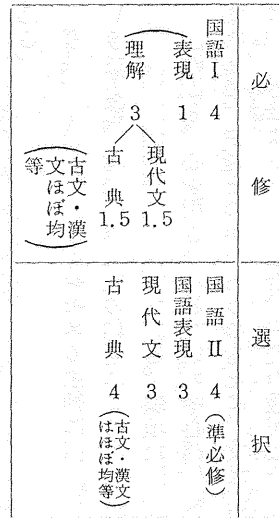 必修
国語Ⅰ 4
(表現 1
理解) 3
現代文 1.5
古典 1.5
(古文・漢
文ほぼ均
等)
選択
国語Ⅱ 4 (準必修)
国語表現 3
現代文 3
古典 4 (古文・漢文
はほぼ均等)